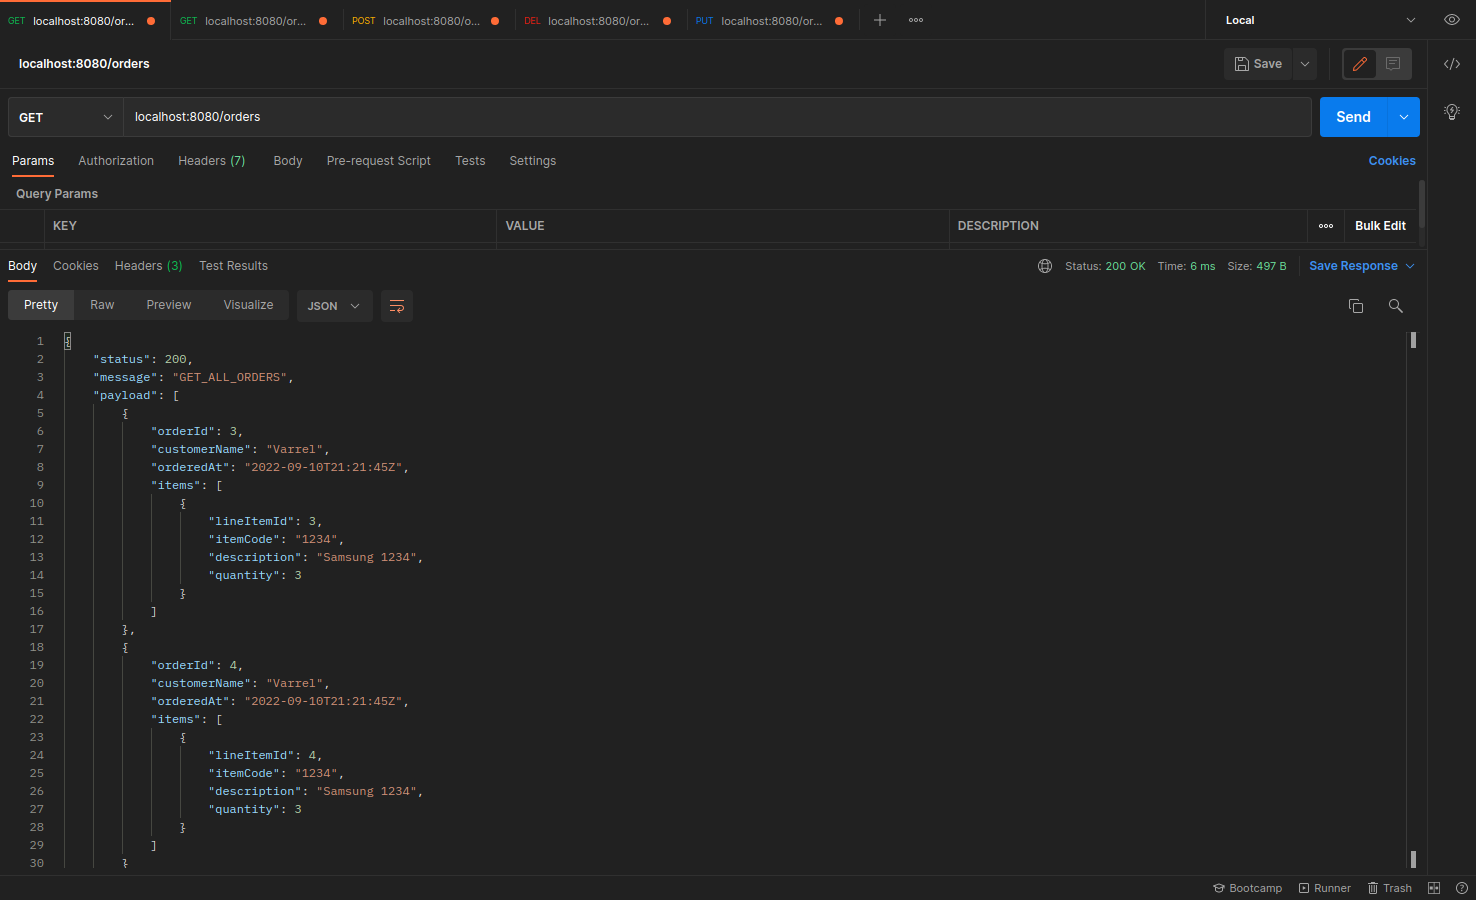 GET localhost:8080/or... GET localhost:8080/or... POST localhost:8080/o... DEL localhost:8080/or... PUT localhost:8080/or... Local
localhost:8080/orders Save
GET localhost:8080/orders Send
Params Authorization Headers (7) Body Pre-request Script Tests Settings Cookies
Query Params
KEY VALUE DESCRIPTION Bulk Edit
Body Cookies Headers (3) Test Results Status: 200 OK Time: 6 ms Size: 497 B Save Response
Pretty Raw Preview Visualize JSON
1 {
2 "status": 200,
3 "message": "GET_ALL_ORDERS",
4 "payload": [
5 {
6 "orderId": 3,
7 "customerName": "Varrel",
8 "orderedAt": "2022-09-10T21:21:45Z",
9 "items": [
10 {
11 "lineItemId": 3,
12 "itemCode": "1234",
13 "description": "Samsung 1234",
14 "quantity": 3
15 }
16 ]
17 },
18 {
19 "orderId": 4,
20 "customerName": "Varrel",
21 "orderedAt": "2022-09-10T21:21:45Z",
22 "items": [
23 {
24 "lineItemId": 4,
25 "itemCode": "1234",
26 "description": "Samsung 1234",
27 "quantity": 3
28 }
29 ]
30 }
Bootcamp Runner Trash